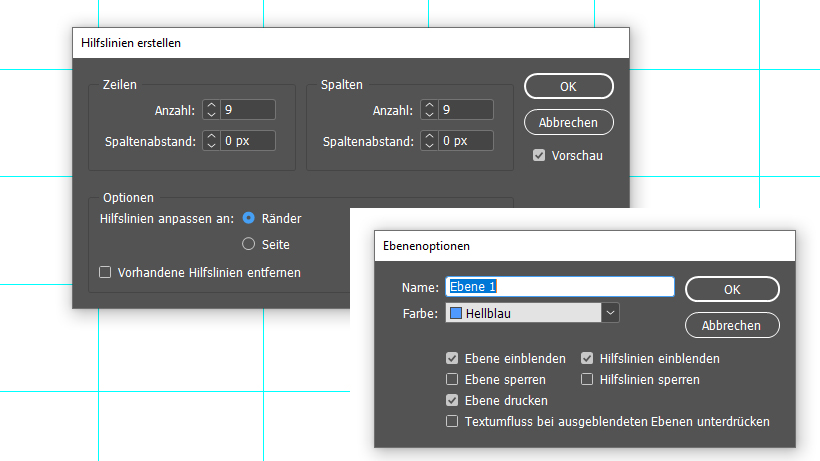 Hilfslinien erstellen
Zeilen
Anzahl: 9
Spaltenabstand: 0 px
Spalten
Anzahl: 9
Spaltenabstand: 0 px
OK
Abbrechen
Vorschau
Optionen
Hilfslinien anpassen an: Ränder
Seite
Vorhandene Hilfslinien entfernen
Ebenenoptionen
Name: Ebene 1
Farbe: Hellblau
OK
Abbrechen
Ebene einblenden Hilfslinien einblenden
Ebene sperren Hilfslinien sperren
Ebene drucken
Textumfluss bei ausgeblendeten Ebenen unterdrücken